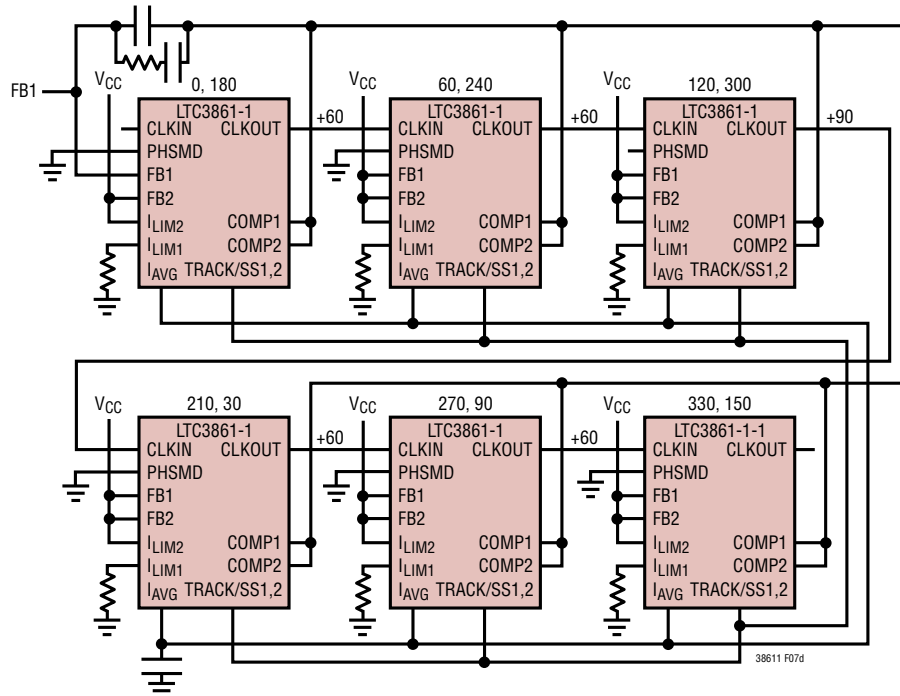 VCC VCC VCC
0, 180 60, 240 120, 300
FB1
LTC3861-1 LTC3861-1 LTC3861-1
CLKIN CLKOUT +60 CLKIN CLKOUT +60 CLKIN CLKOUT +90
PHSMD PHSMD PHSMD
FB1 FB1 FB1
FB2 FB2 FB2
ILIM2 COMP1 ILIM2 COMP1 ILIM2 COMP1
ILIM1 COMP2 ILIM1 COMP2 ILIM1 COMP2
IAVG TRACK/SS1,2 IAVG TRACK/SS1,2 IAVG TRACK/SS1,2
VCC 210, 30 VCC 270, 90 VCC 330, 150
LTC3861-1 LTC3861-1 LTC3861-1-1
CLKIN CLKOUT +60 CLKIN CLKOUT +60 CLKIN CLKOUT
PHSMD PHSMD PHSMD
FB1 FB1 FB1
FB2 FB2 FB2
ILIM2 COMP1 ILIM2 COMP1 ILIM2 COMP1
ILIM1 COMP2 ILIM1 COMP2 ILIM1 COMP2
IAVG TRACK/SS1,2 IAVG TRACK/SS1,2 IAVG TRACK/SS1,2
38611 F07d